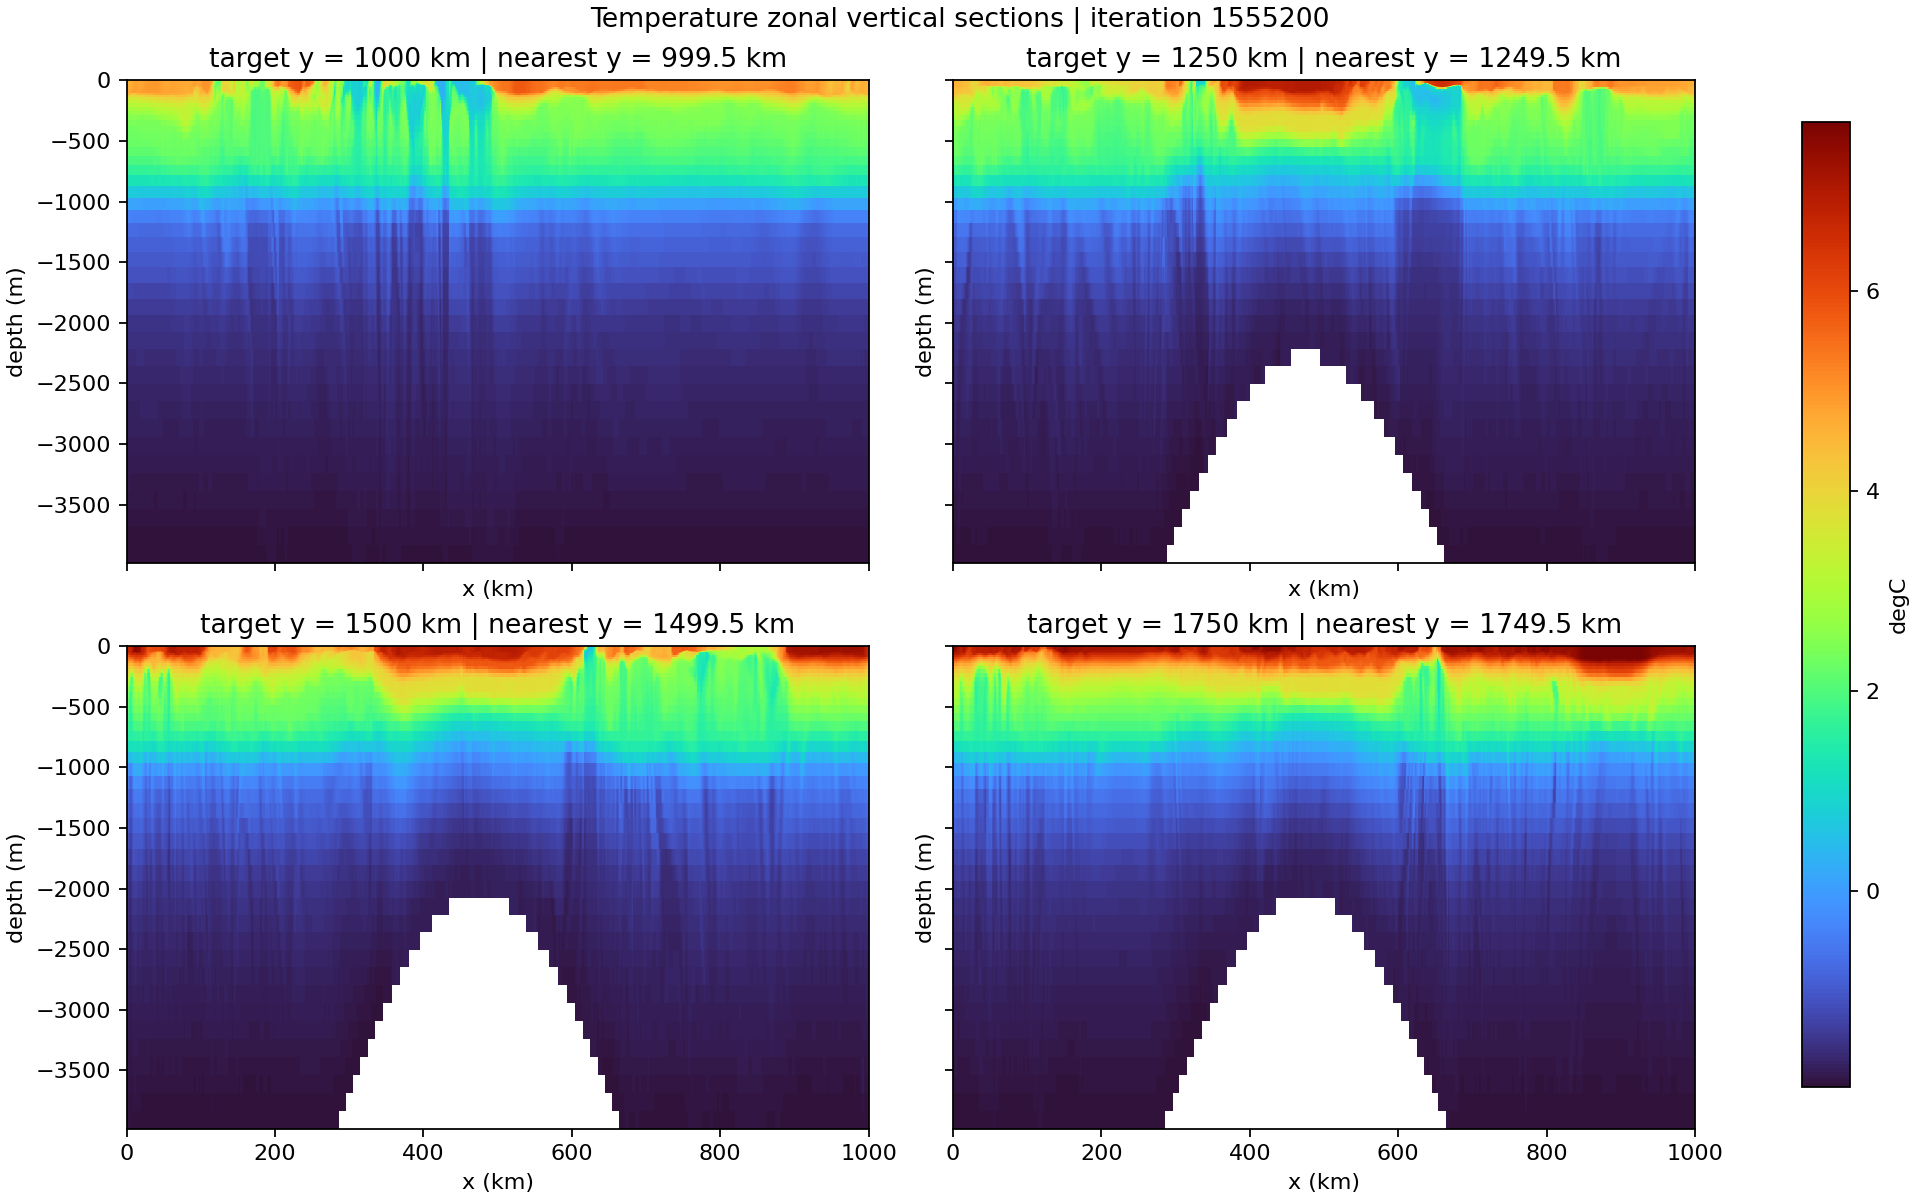 Temperature zonal vertical sections | iteration 1555200
target y = 1000 km | nearest y = 999.5 km
target y = 1250 km | nearest y = 1249.5 km
0
−500
−1000
−1500
−2000
−2500
−3000
−3500
depth (m)
x (km)
depth (m)
x (km)
target y = 1500 km | nearest y = 1499.5 km
target y = 1750 km | nearest y = 1749.5 km
0
−500
−1000
−1500
−2000
−2500
−3000
−3500
depth (m)
0
200
400
600
800
1000
x (km)
depth (m)
0
200
400
600
800
1000
x (km)
6
4
2
0
degC